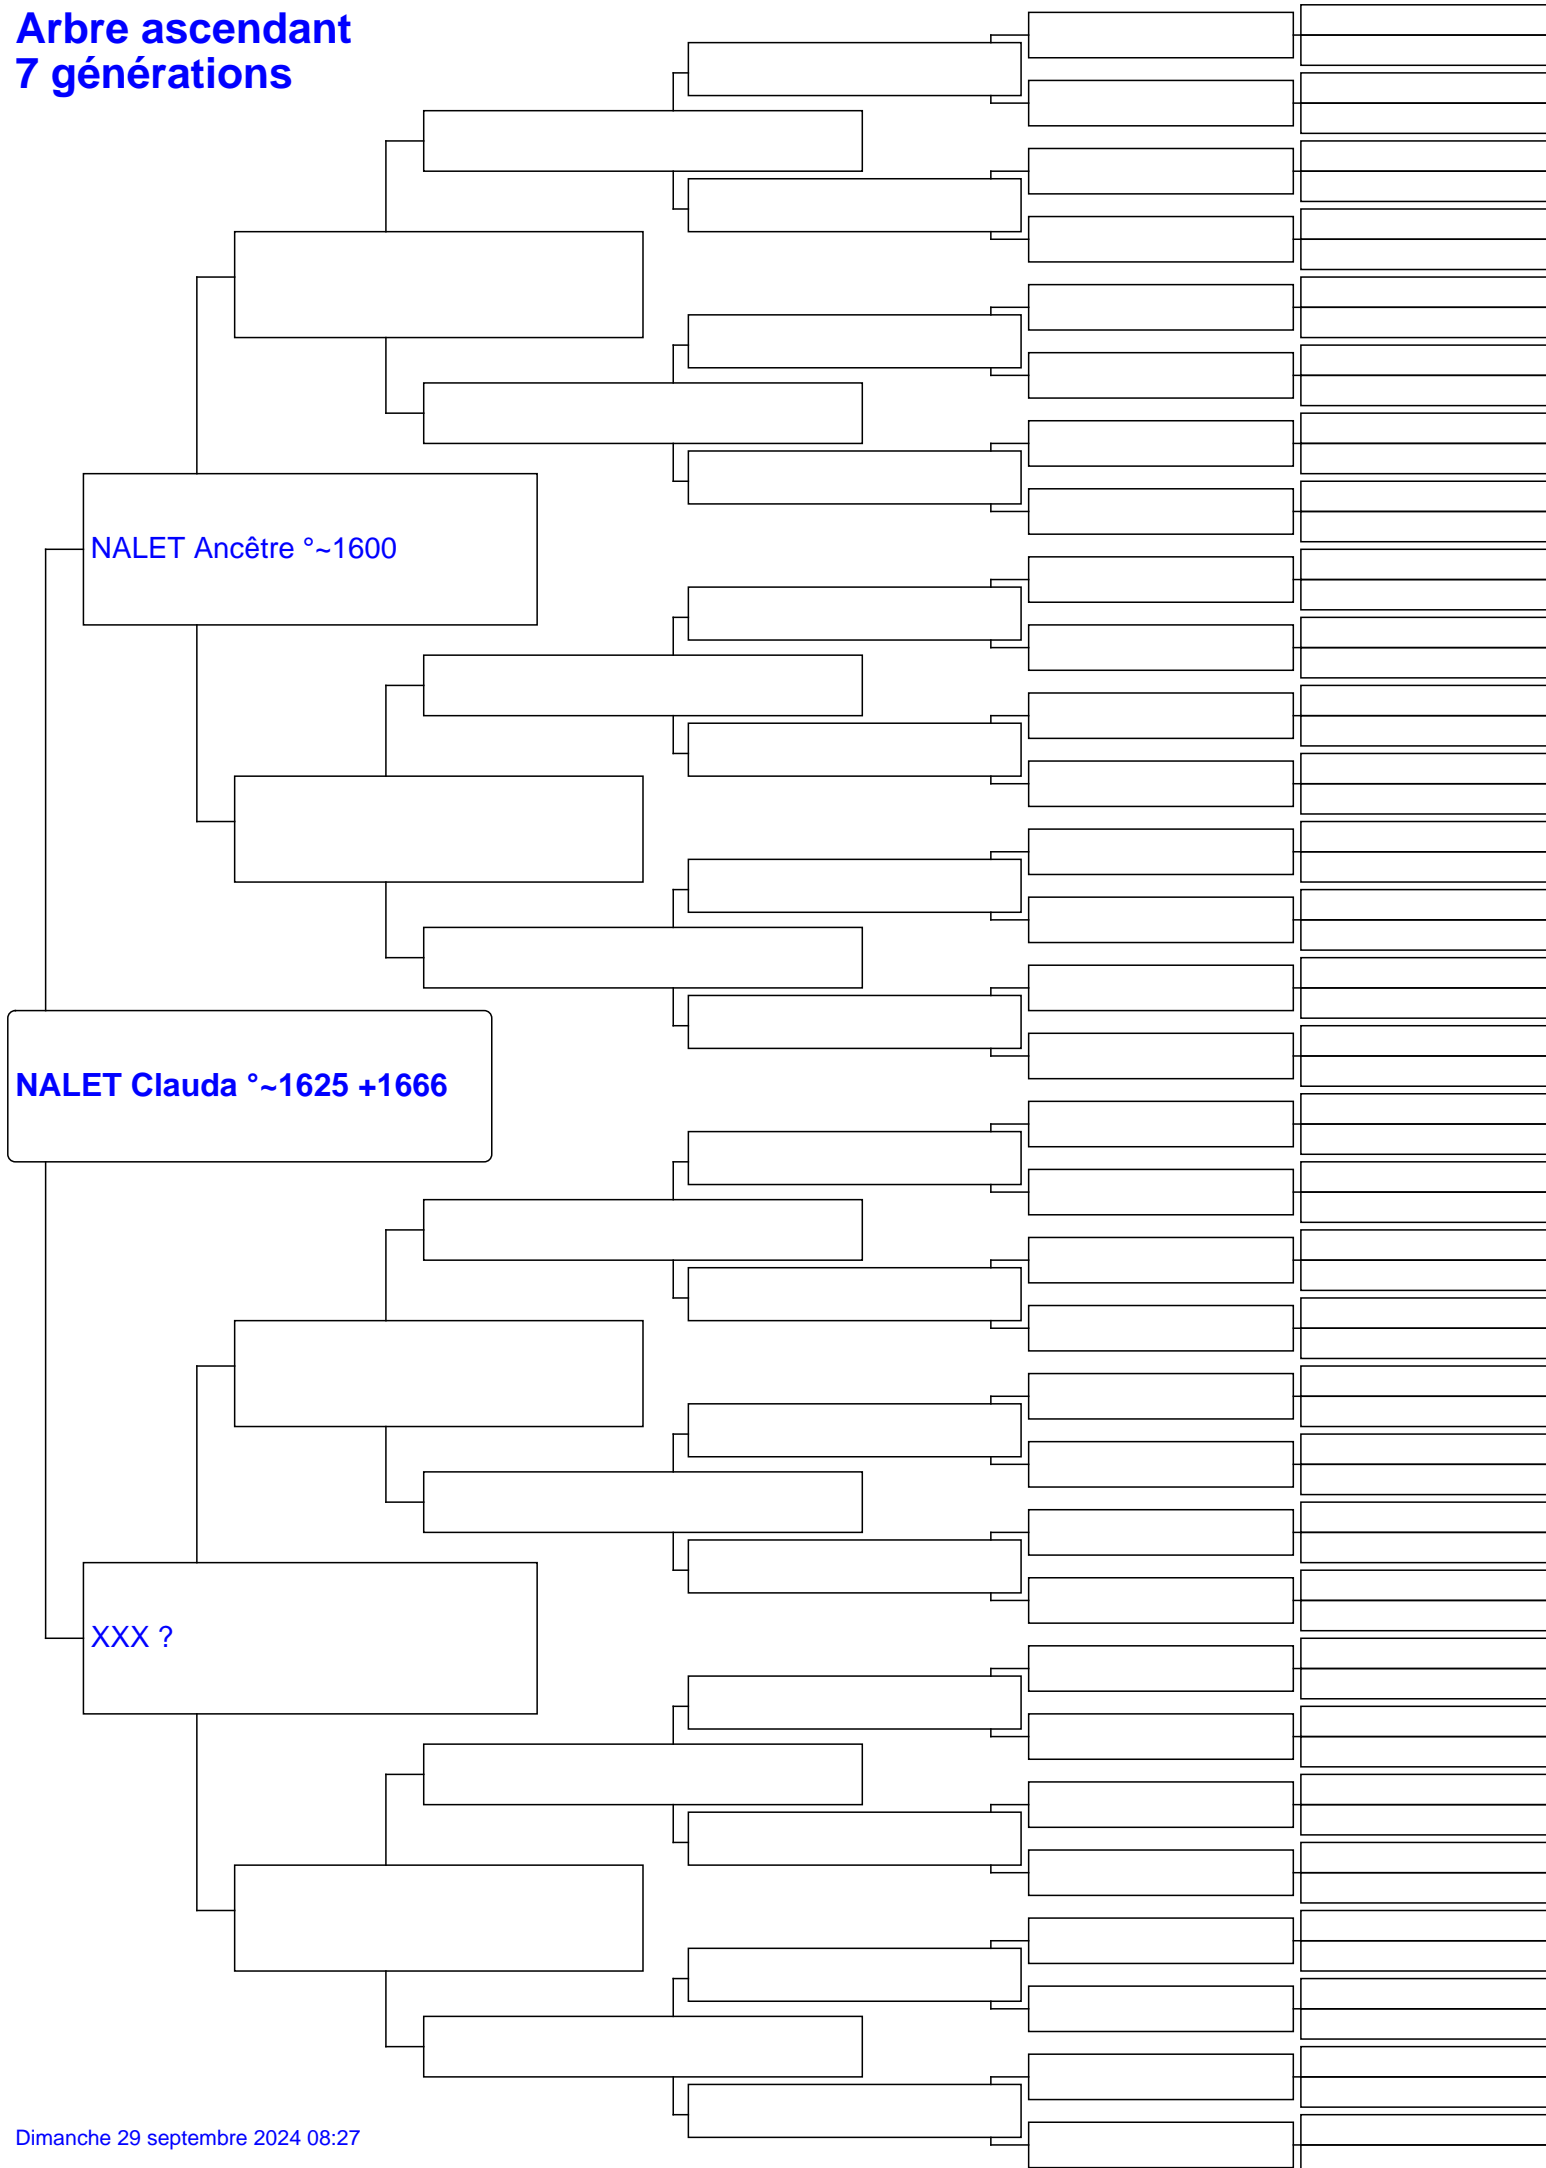 Arbre ascendant
7 générations
NALET Ancêtre °~1600
NALET Clauda °~1625 +1666
XXX ?
Dimanche 29 septembre 2024 08:27